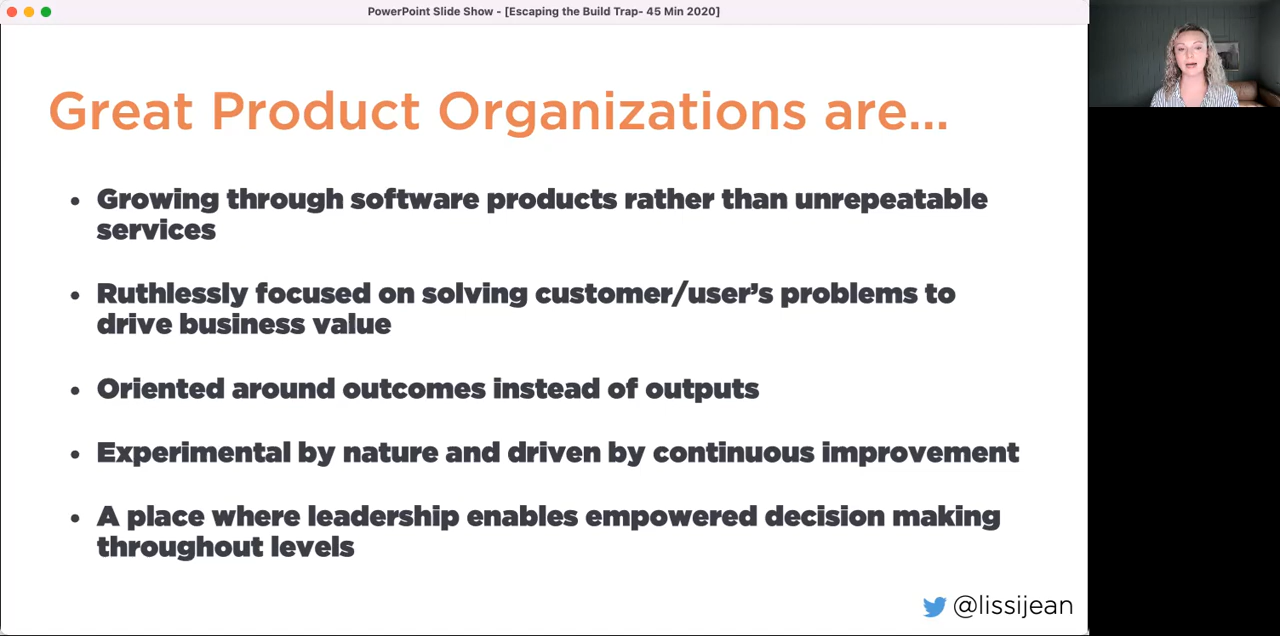 PowerPoint Slide Show - [Escaping the Build Trap- 45 Min 2020]
Great Product Organizations are...
• Growing through software products rather than unrepeatable
services
• Ruthlessly focused on solving customer/user’s problems to
drive business value
• Oriented around outcomes instead of outputs
• Experimental by nature and driven by continuous improvement
• A place where leadership enables empowered decision making
throughout levels
@lissijean